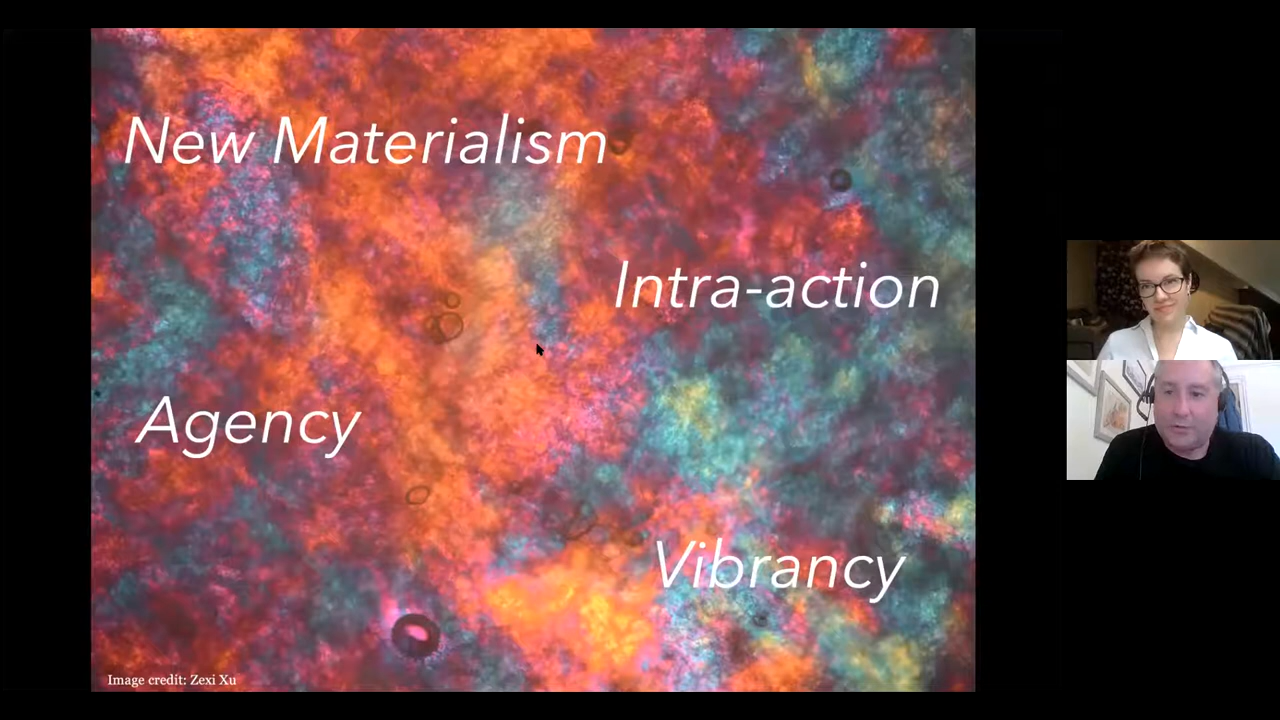 New Materialism
Intra-action
Agency
Vibrancy
Image credit: Zexi Xu